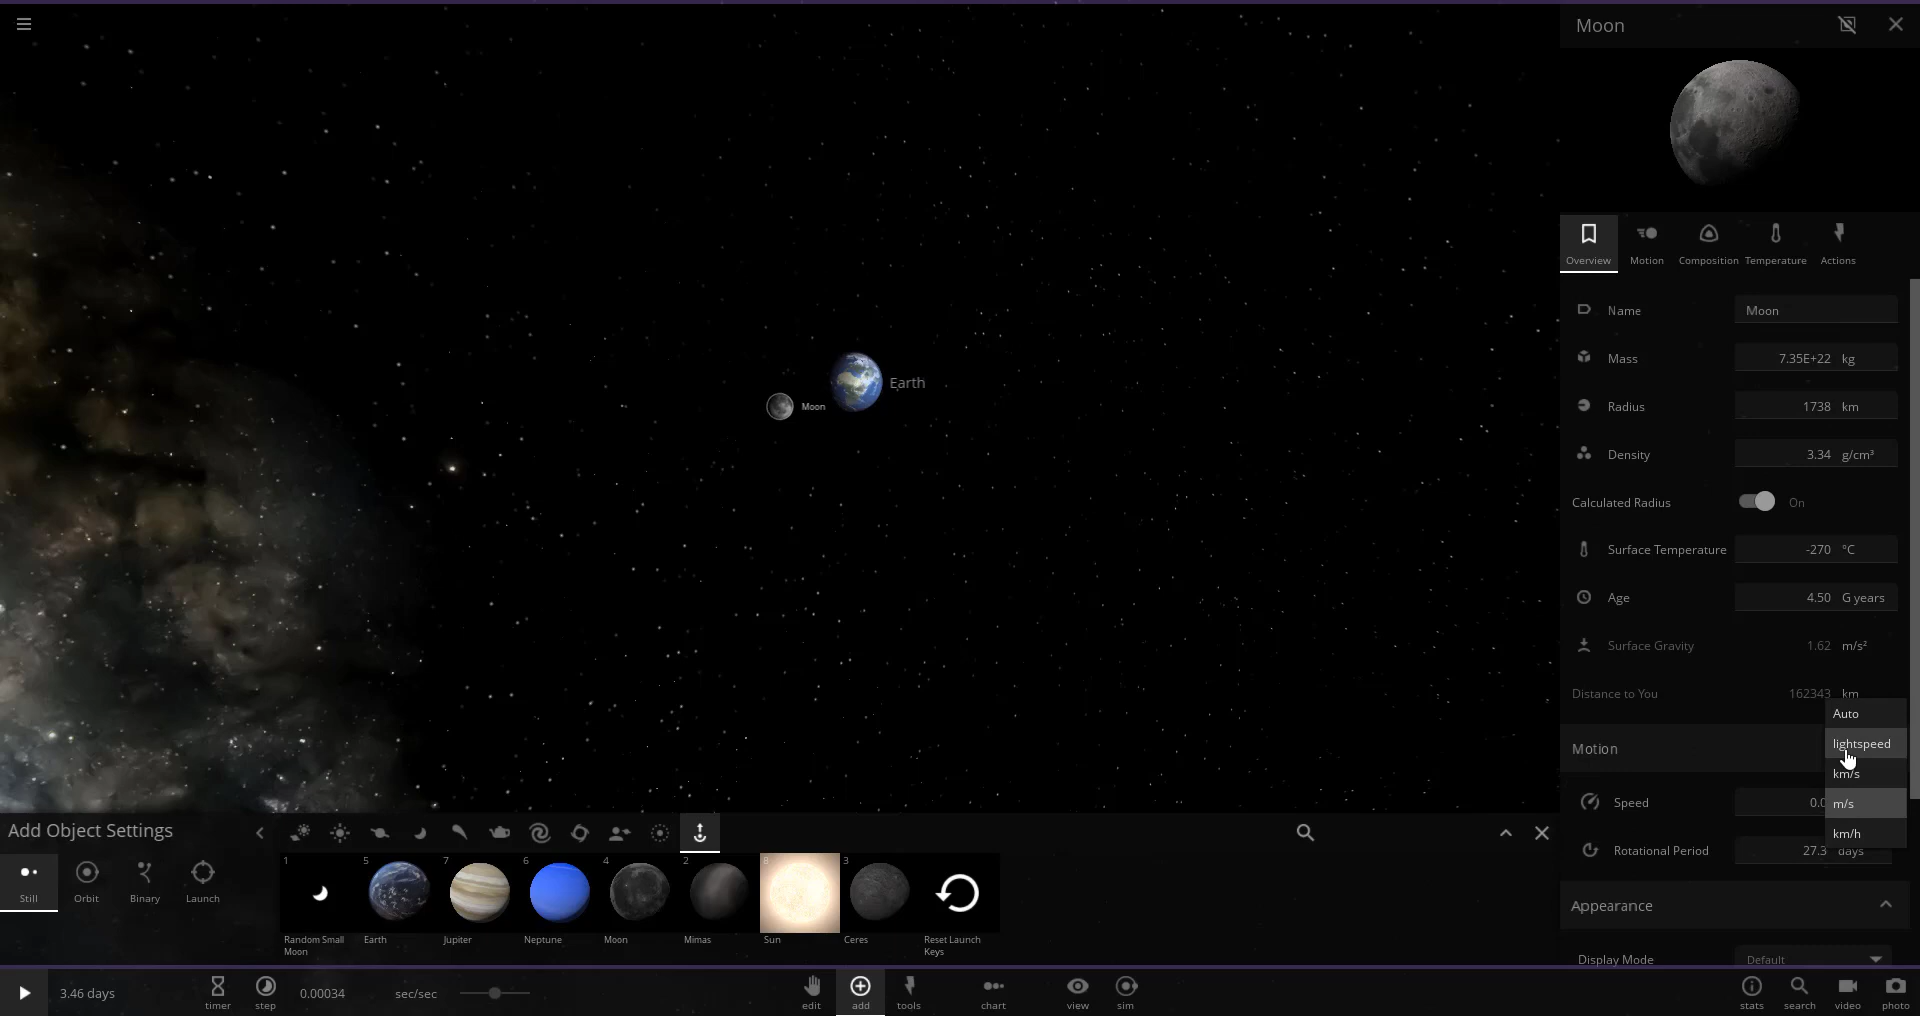 Moon
Earth
Moon
Overview
Motion
Composition
Temperature
Actions
Name Moon
Mass 7.35E+22 kg
Radius 1738 km
Density 3.34 g/cm³
Calculated Radius On
Surface Temperature -270 °C
Age 4.50 G years
Surface Gravity 1.62 m/s²
Distance to You 162343 km
Auto
lightspeed
km/s
m/s
km/h
Motion
Speed 0.0
Rotational Period 27.3 days
Appearance
Display Mode Default
Add Object Settings
Still
Orbit
Binary
Launch
1
5
7
6
4
2
8
3
Random Small Moon
Earth
Jupiter
Neptune
Moon
Mimas
Sun
Ceres
Reset Launch Keys
3.46 days
timer
step
0.00034 sec/sec
edit
add
tools
chart
view
sim
stats
search
video
photo